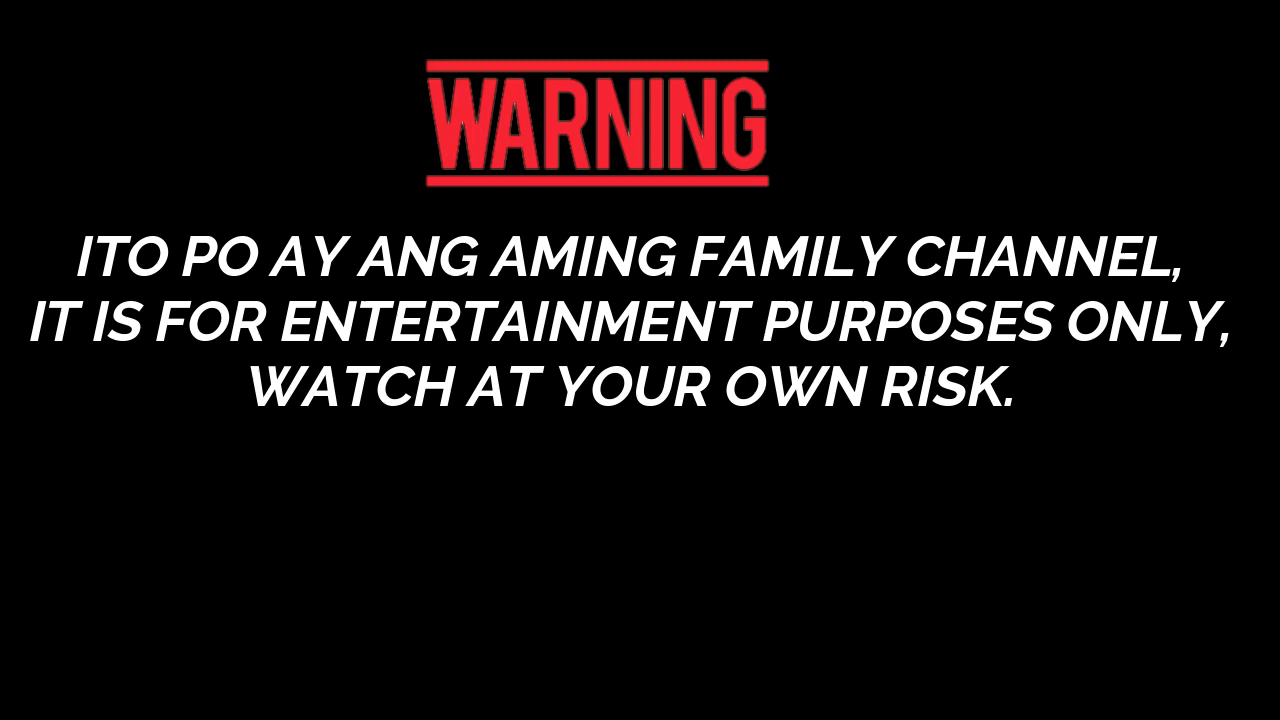 WARNING
ITO PO AY ANG AMING FAMILY CHANNEL,
IT IS FOR ENTERTAINMENT PURPOSES ONLY,
WATCH AT YOUR OWN RISK.